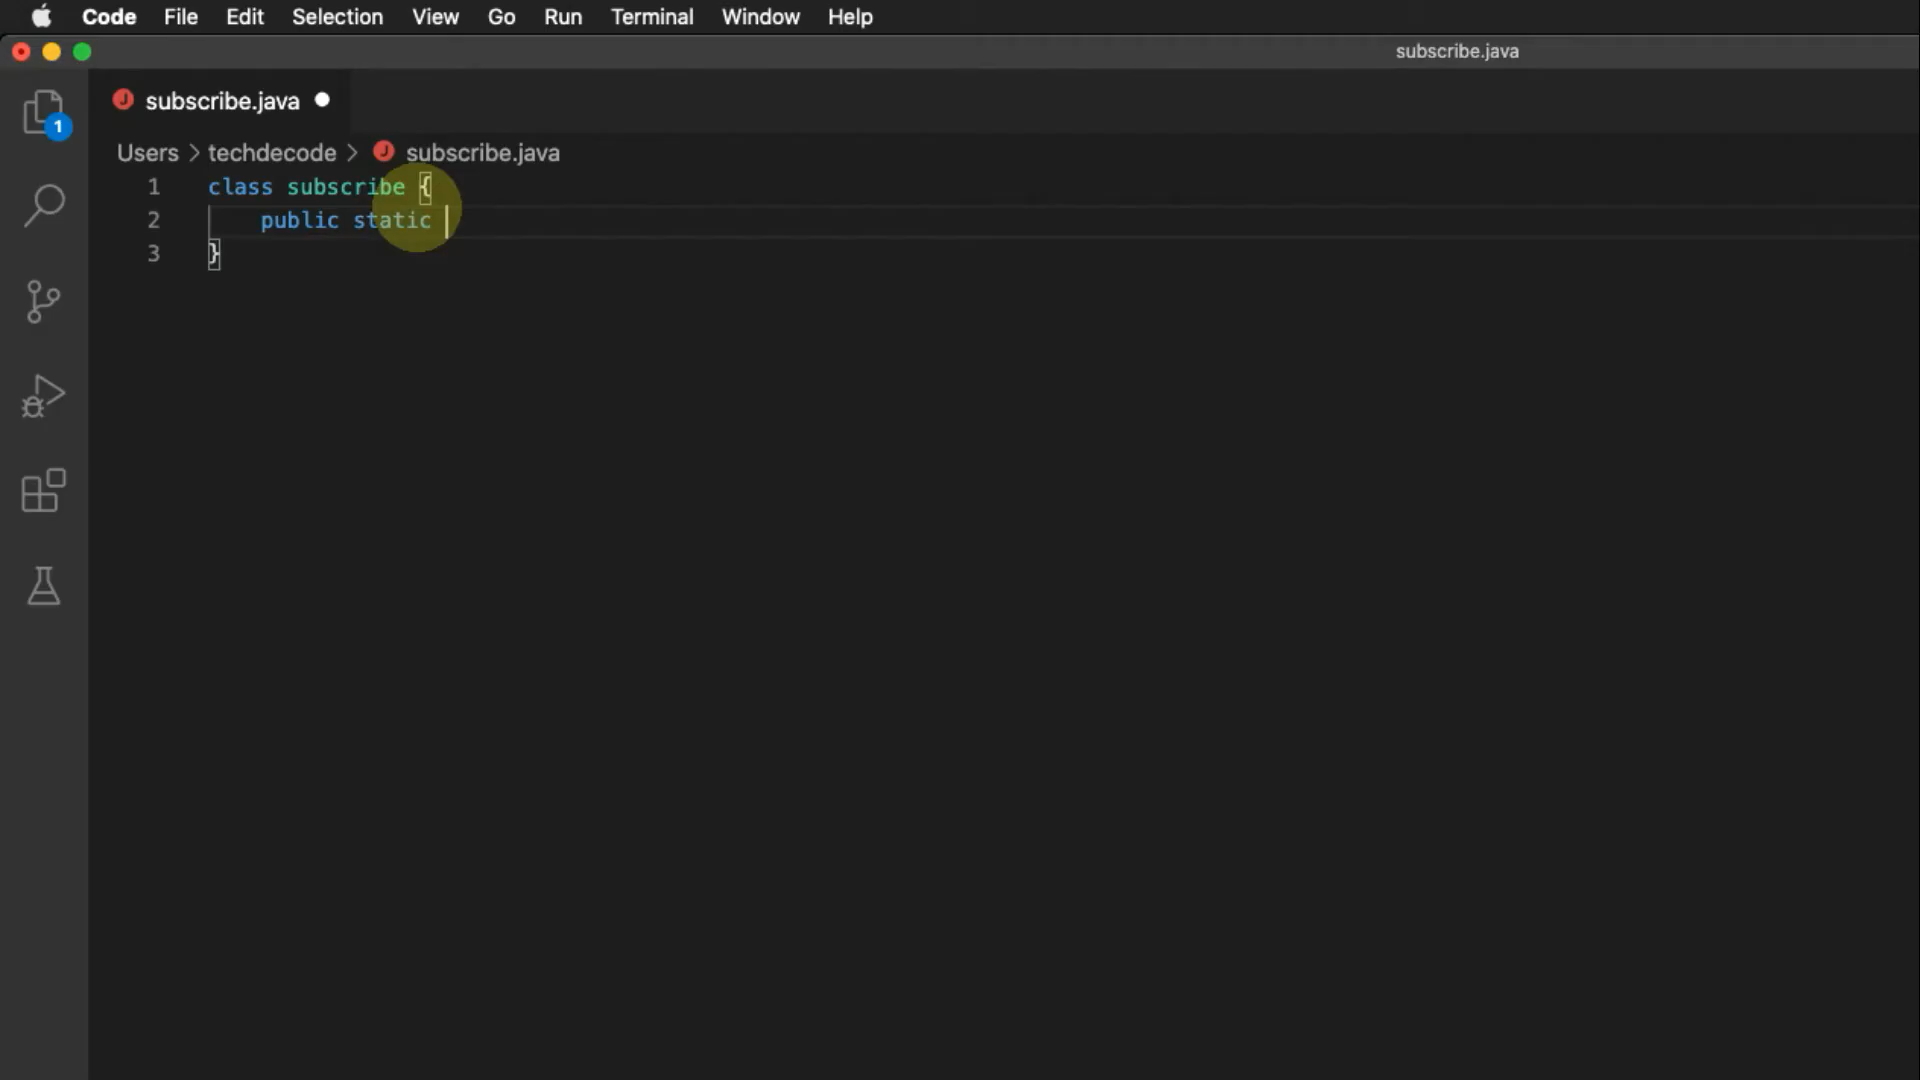 Code File Edit Selection View Go Run Terminal Window Help
subscribe.java
J subscribe.java
1
Users > techdecode > J subscribe.java
1 class subscribe {
2 public static
3 }